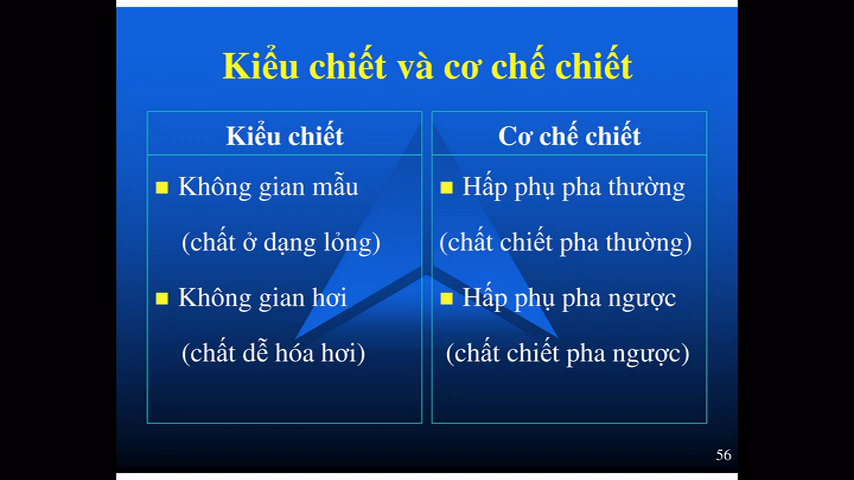 Kiểu chiết và cơ chế chiết
Kiểu chiết
Không gian mẫu
(chất ở dạng lỏng)
Không gian hơi
(chất dễ hóa hơi)
Cơ chế chiết
Hấp phụ pha thường
(chất chiết pha thường)
Hấp phụ pha ngược
(chất chiết pha ngược)
56